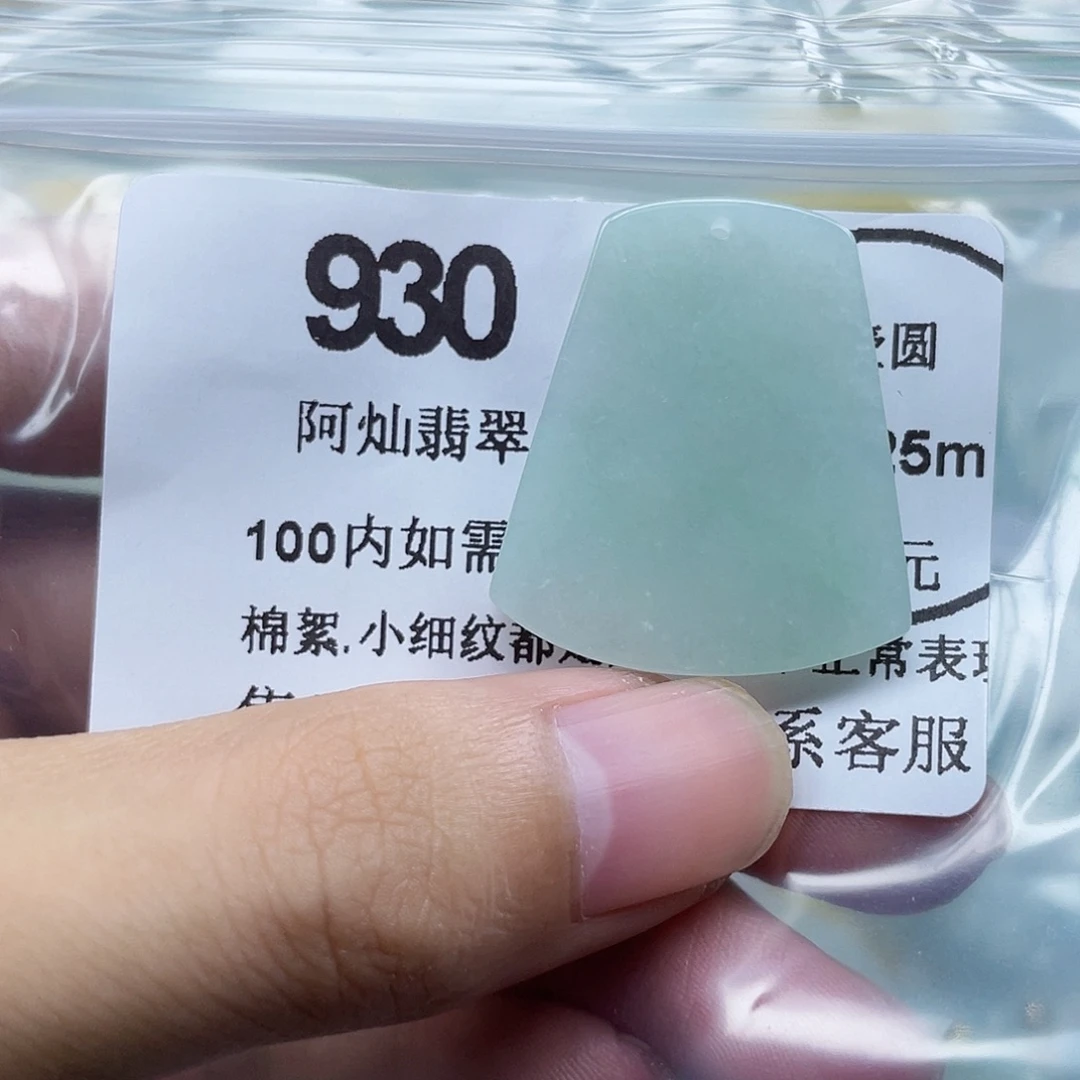 930
圆
阿灿翡翠
25m
100内如需
元
棉絮.小细纹都 正常表现
系客服